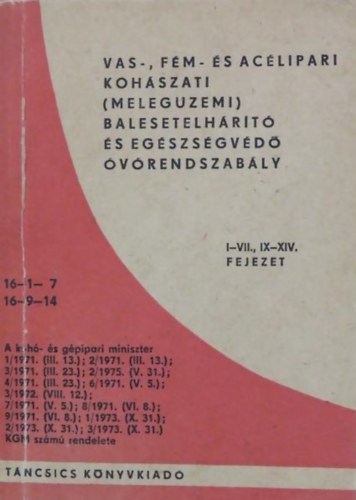 VAS-, FÉM- ÉS ACÉLIPARI
KOHÁSZATI
(MELEGUZEMI)
BALESETELHÁRÍTÓ
ÉS EGÉSZSÉGVÉDŐ
ÓVÓRENDSZABÁLY
I-VII., IX-XIV.
FEJEZET
16-1- 7
16-9-14
A kohó- és gépipari miniszter
1/1971. (III. 13.); 2/1971. (III. 13.);
3/1971. (III. 23.); 2/1975. (V. 31.);
4/1971. (III. 23.); 6/1971. (V. 5.);
3/1972. (VIII. 12.);
7/1971. (V. 5.); 8/1971. (VI. 8.);
9/1971. (VI. 8.); 1/1973. (X. 31.);
2/1973. (X. 31.); 3/1973. (X. 31.)
KGM számú rendelete
TÁNCSICS KÖNYVKIADÓ